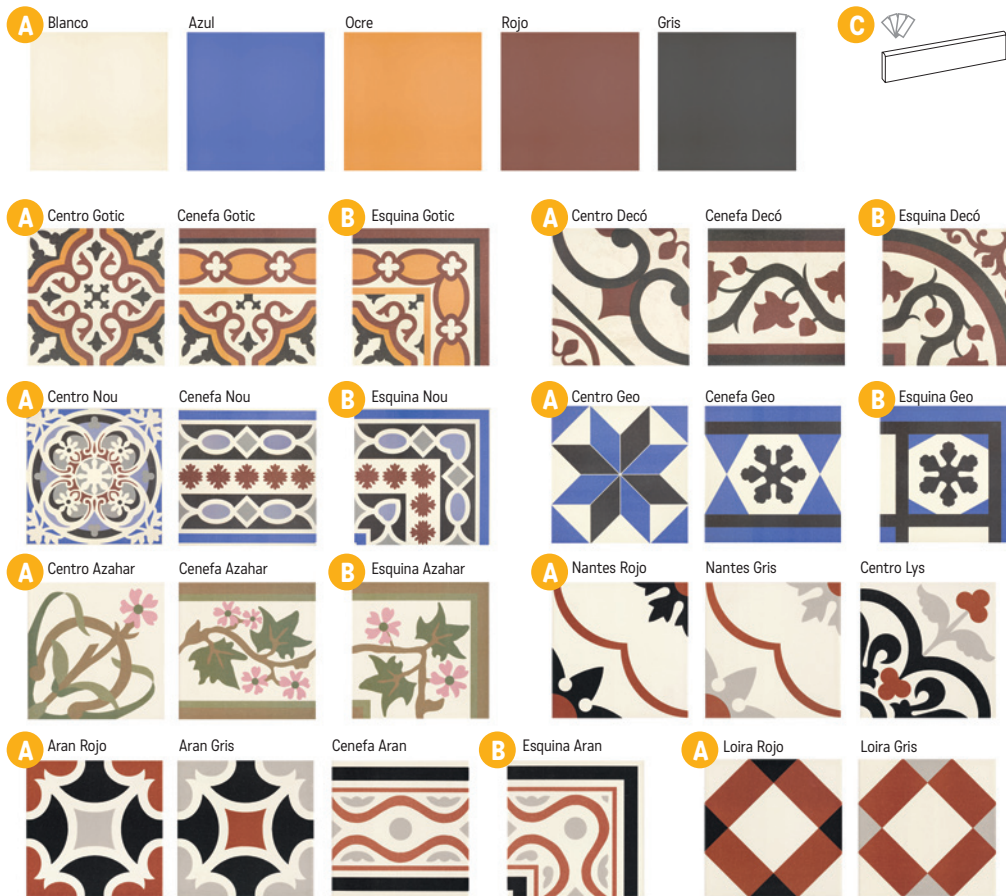 A Blanco Azul Ocre Rojo Gris C
A Centro Gotic Cenefa Gotic B Esquina Gotic A Centro Decó Cenefa Decó B Esquina Decó
A Centro Nou Cenefa Nou B Esquina Nou A Centro Geo Cenefa Geo B Esquina Geo
A Centro Azahar Cenefa Azahar B Esquina Azahar A Nantes Rojo Nantes Gris Centro Lys
A Aran Rojo Aran Gris Cenefa Aran B Esquina Aran A Loira Rojo Loira Gris